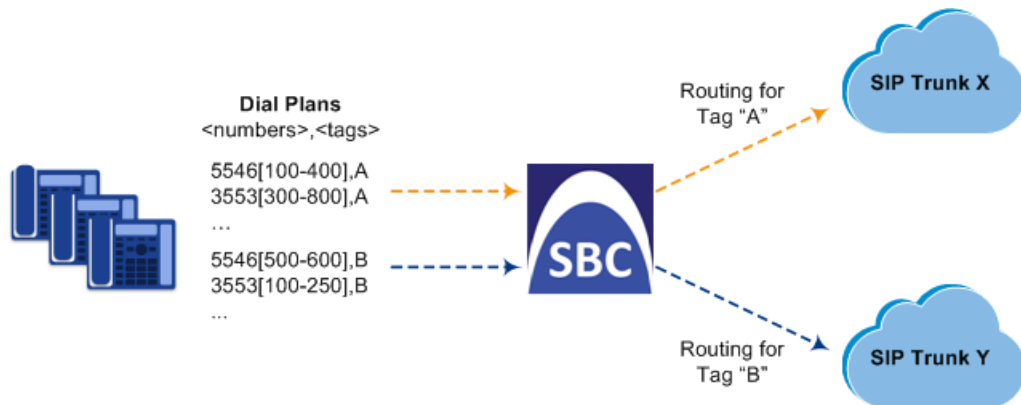 Dial Plans
<numbers>,<tags>
5546[100-400],A
3553[300-800],A
...
5546[500-600],B
3553[100-250],B
...
SBC
Routing for
Tag “A”
SIP Trunk X
Routing for
Tag “B”
SIP Trunk Y